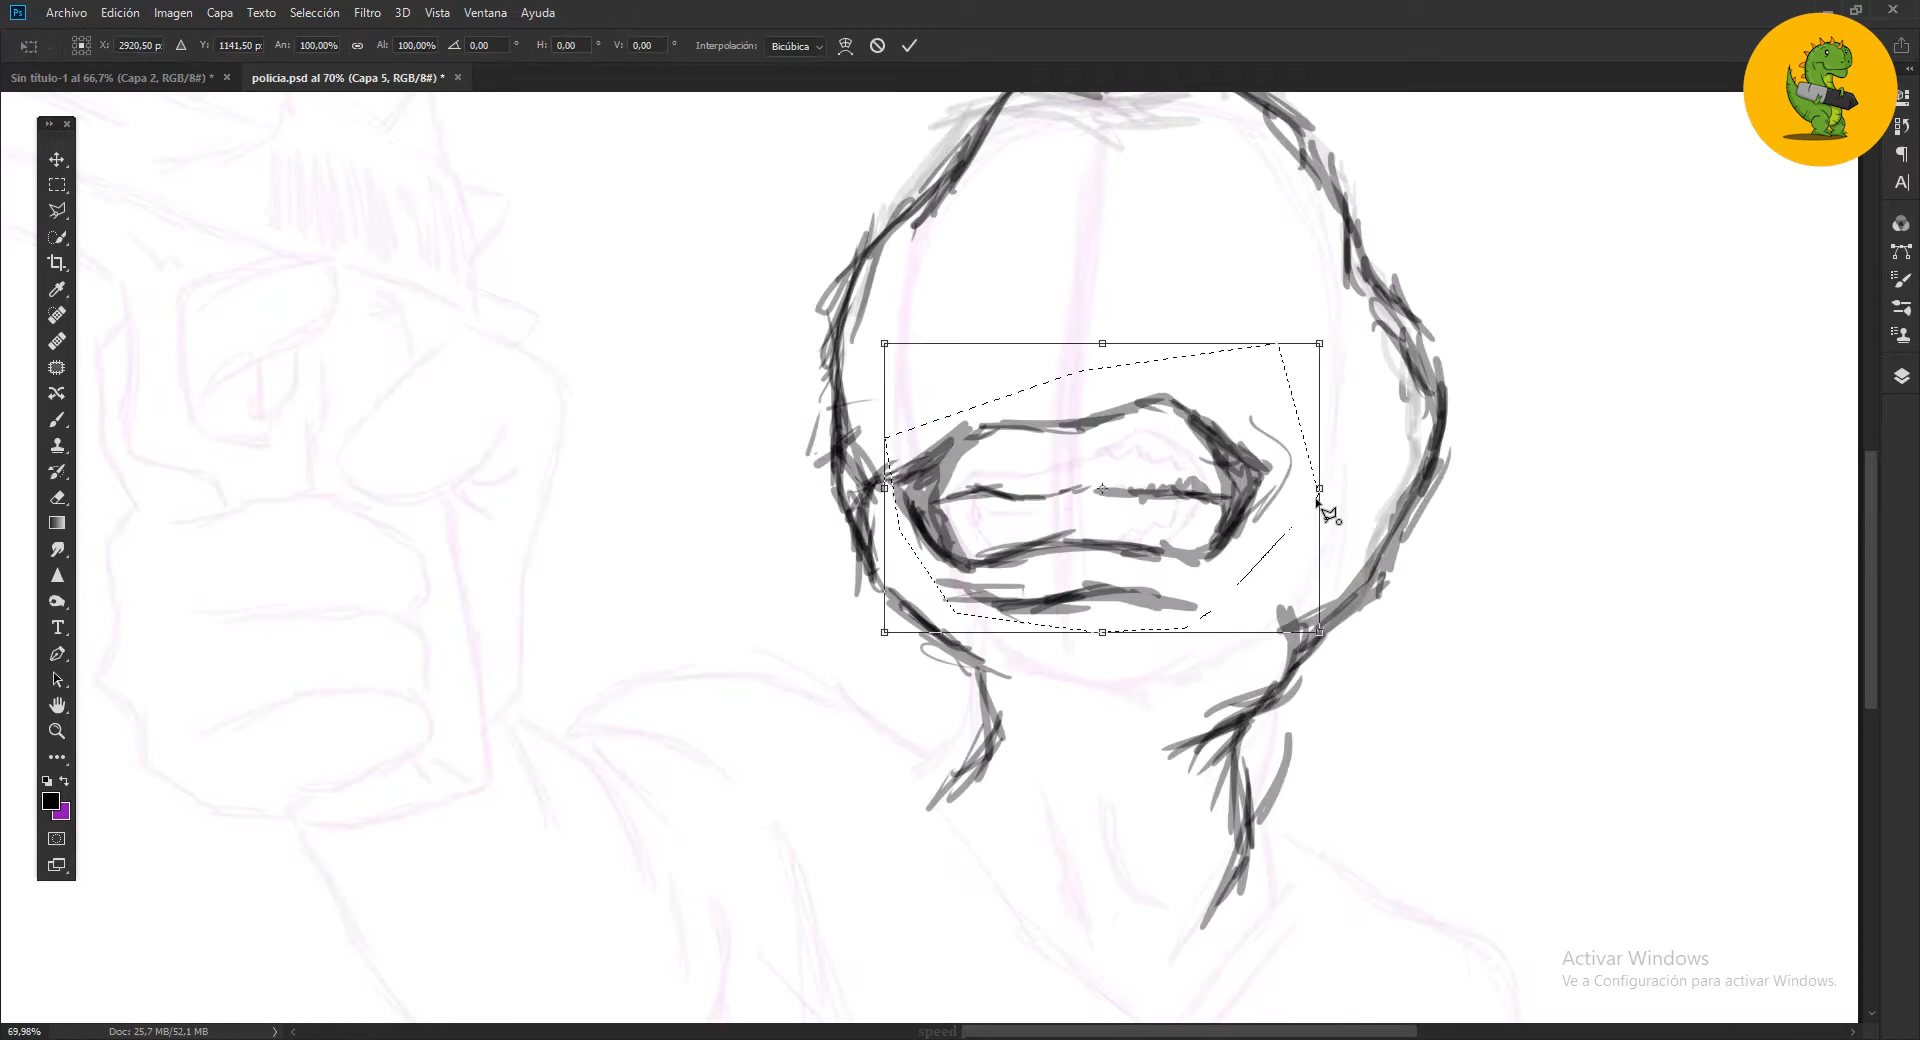 Ps Archivo Edición Imagen Capa Texto Selección Filtro 3D Vista Ventana Ayuda
X: 2920,50 p: Y: 1141,50 p: An: 100,00% Al: 100,00% 0,00 ° H: 0,00 ° V: 0,00 ° Interpolación: Bicúbica
Sin título-1 al 66,7% (Capa 2, RGB/8#) * × policia.psd al 70% (Capa 5, RGB/8#) * ×
Activar Windows
Ve a Configuración para activar Windows.
69,98% Doc: 25,7 MB/52,1 MB
speed